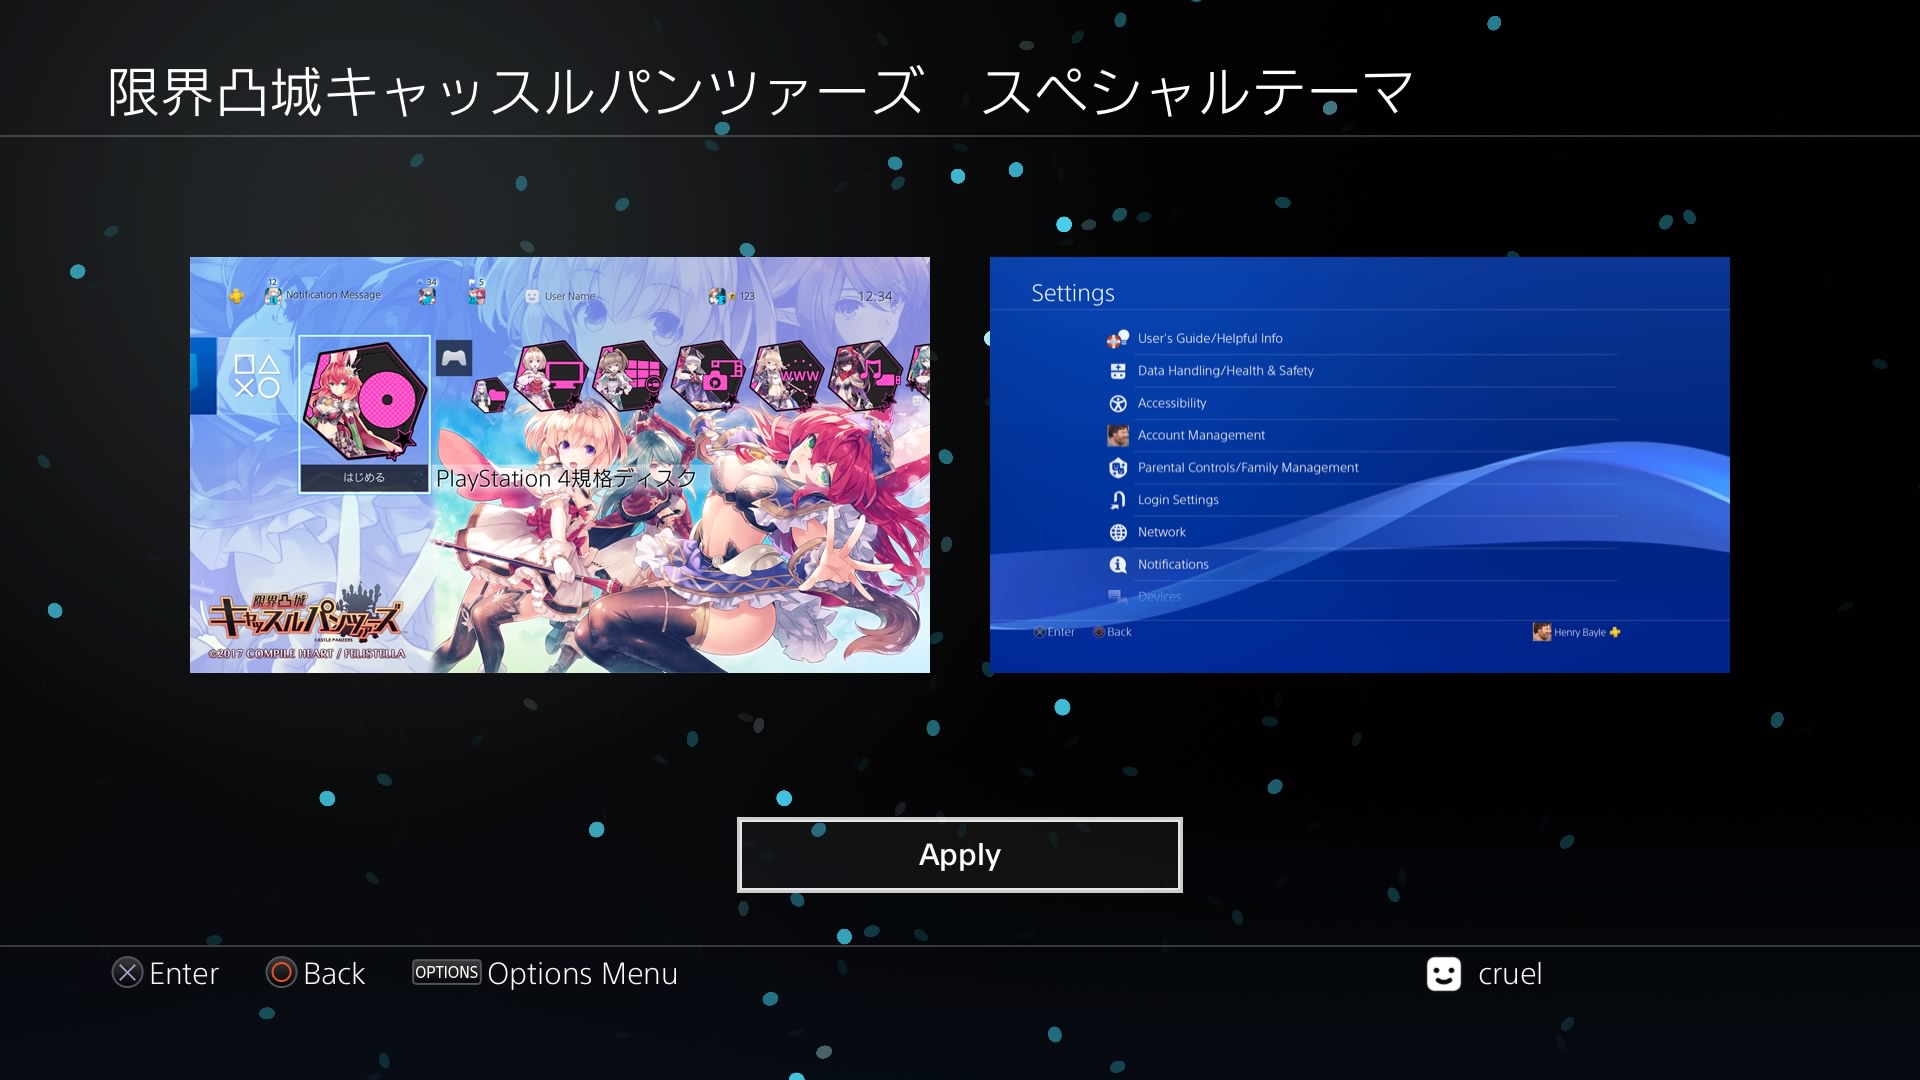 限界凸城キャッスルパンツァーズ　スペシャルテーマ
12
Notification Message
34
5
User Name
123
12:34
WWW
はじめる
PlayStation 4規格ディスク
限界凸城
キャッスルパンツァーズ
CASTLE PANZERS
©2017 COMPILE HEART / FELISTELLA
Settings
User's Guide/Helpful Info
Data Handling/Health & Safety
Accessibility
Account Management
Parental Controls/Family Management
Login Settings
Network
Notifications
Devices
Enter Back
Henry Bayle
Apply
Enter Back OPTIONS Options Menu
cruel